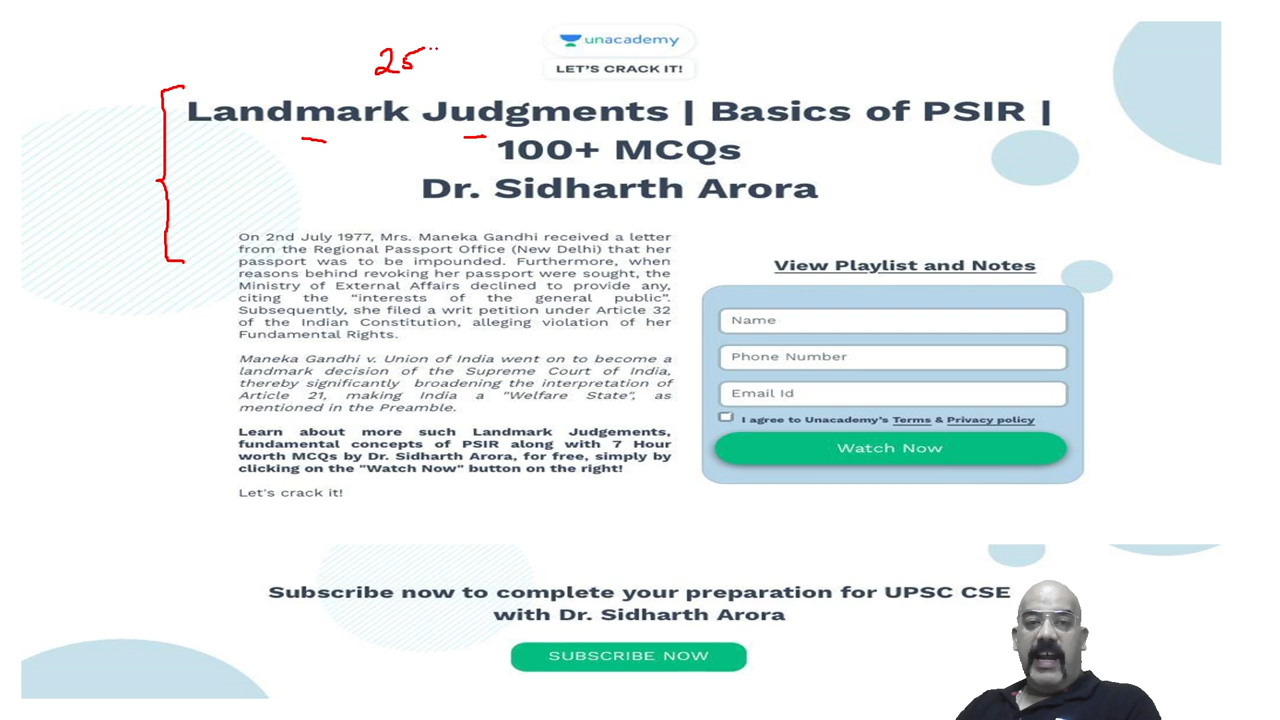 unacademy
LET'S CRACK IT!
25
Landmark Judgments | Basics of PSIR |
100+ MCQs
Dr. Sidharth Arora
On 2nd July 1977, Mrs. Maneka Gandhi received a letter
from the Regional Passport Office (New Delhi) that her
passport was to be impounded. Furthermore, when
reasons behind revoking her passport were sought, the
Ministry of External Affairs declined to provide any,
citing the “interests of the general public”.
Subsequently, she filed a writ petition under Article 32
of the Indian Constitution, alleging violation of her
Fundamental Rights.
Maneka Gandhi v. Union of India went on to become a
landmark decision of the Supreme Court of India,
thereby significantly broadening the interpretation of
Article 21, making India a "Welfare State", as
mentioned in the Preamble.
Learn about more such Landmark Judgements,
fundamental concepts of PSIR along with 7 Hour
worth MCQs by Dr. Sidharth Arora, for free, simply by
clicking on the "Watch Now" button on the right!
Let's crack it!
View Playlist and Notes
Name
Phone Number
Email Id
I agree to Unacademy's Terms & Privacy policy
Watch Now
Subscribe now to complete your preparation for UPSC CSE
with Dr. Sidharth Arora
SUBSCRIBE NOW